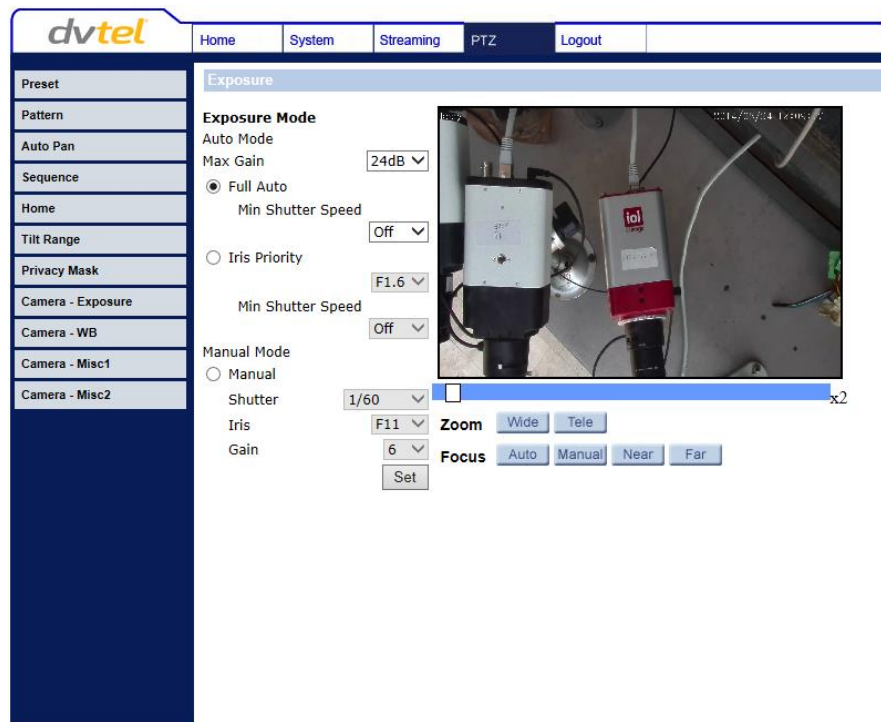 dvtel
Home System Streaming PTZ Logout
Preset
Pattern
Auto Pan
Sequence
Home
Tilt Range
Privacy Mask
Camera - Exposure
Camera - WB
Camera - Misc1
Camera - Misc2
Exposure
Exposure Mode
Auto Mode
Max Gain 24dB
Full Auto
Min Shutter Speed
Off
Iris Priority
F1.6
Min Shutter Speed
Off
Manual Mode
Manual
Shutter 1/60
Iris F11
Gain 6
Set
ioi
x2
Zoom Wide Tele
Focus Auto Manual Near Far